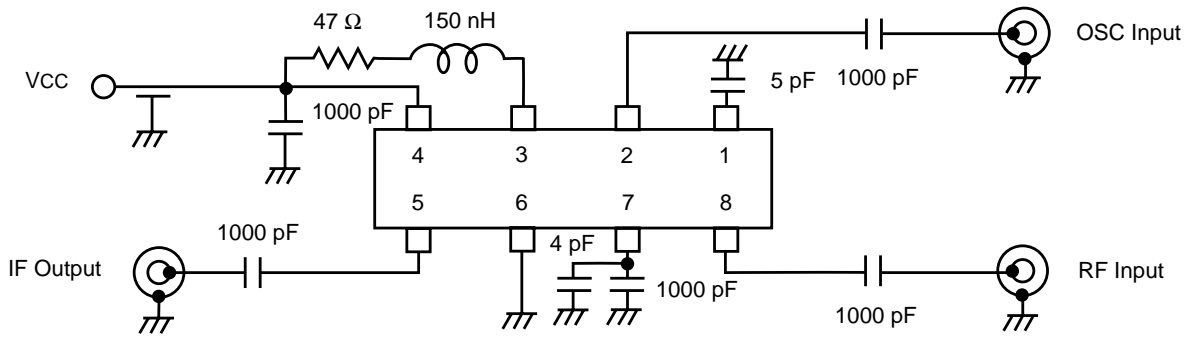 47 Ω
150 nH
OSC Input
VCC
1000 pF
5 pF
1000 pF
4 3 2 1
5 6 7 8
1000 pF
4 pF
IF Output
1000 pF
RF Input
1000 pF